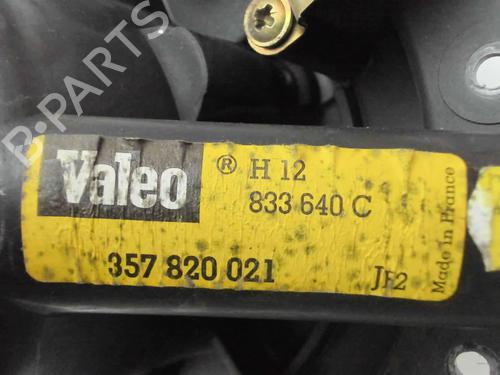 B-PARTS
Valeo ® H 12
833 640 C
357 820 021
JF2
Made in France